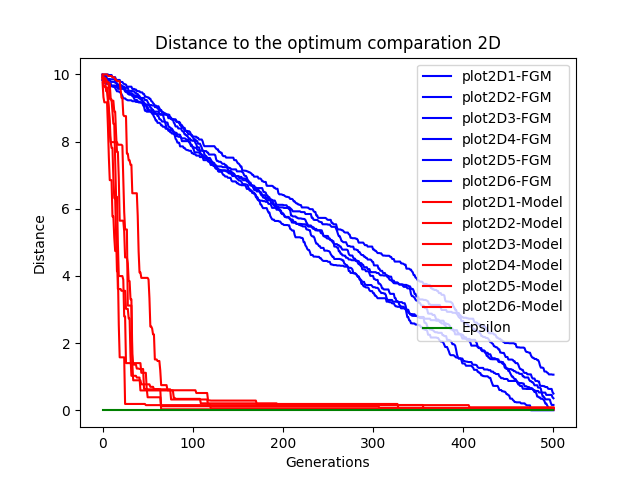 Distance to the optimum comparation 2D
10
8
6
4
2
0
Distance
0 100 200 300 400 500
Generations
plot2D1-FGM
plot2D2-FGM
plot2D3-FGM
plot2D4-FGM
plot2D5-FGM
plot2D6-FGM
plot2D1-Model
plot2D2-Model
plot2D3-Model
plot2D4-Model
plot2D5-Model
plot2D6-Model
Epsilon